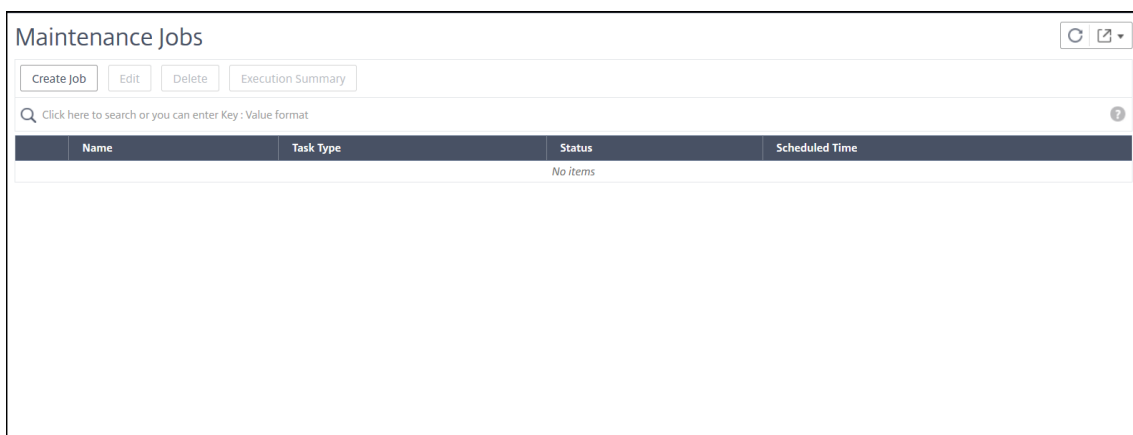 Maintenance Jobs
Create Job Edit Delete Execution Summary
Click here to search or you can enter Key : Value format ?
Name Task Type Status Scheduled Time
No items